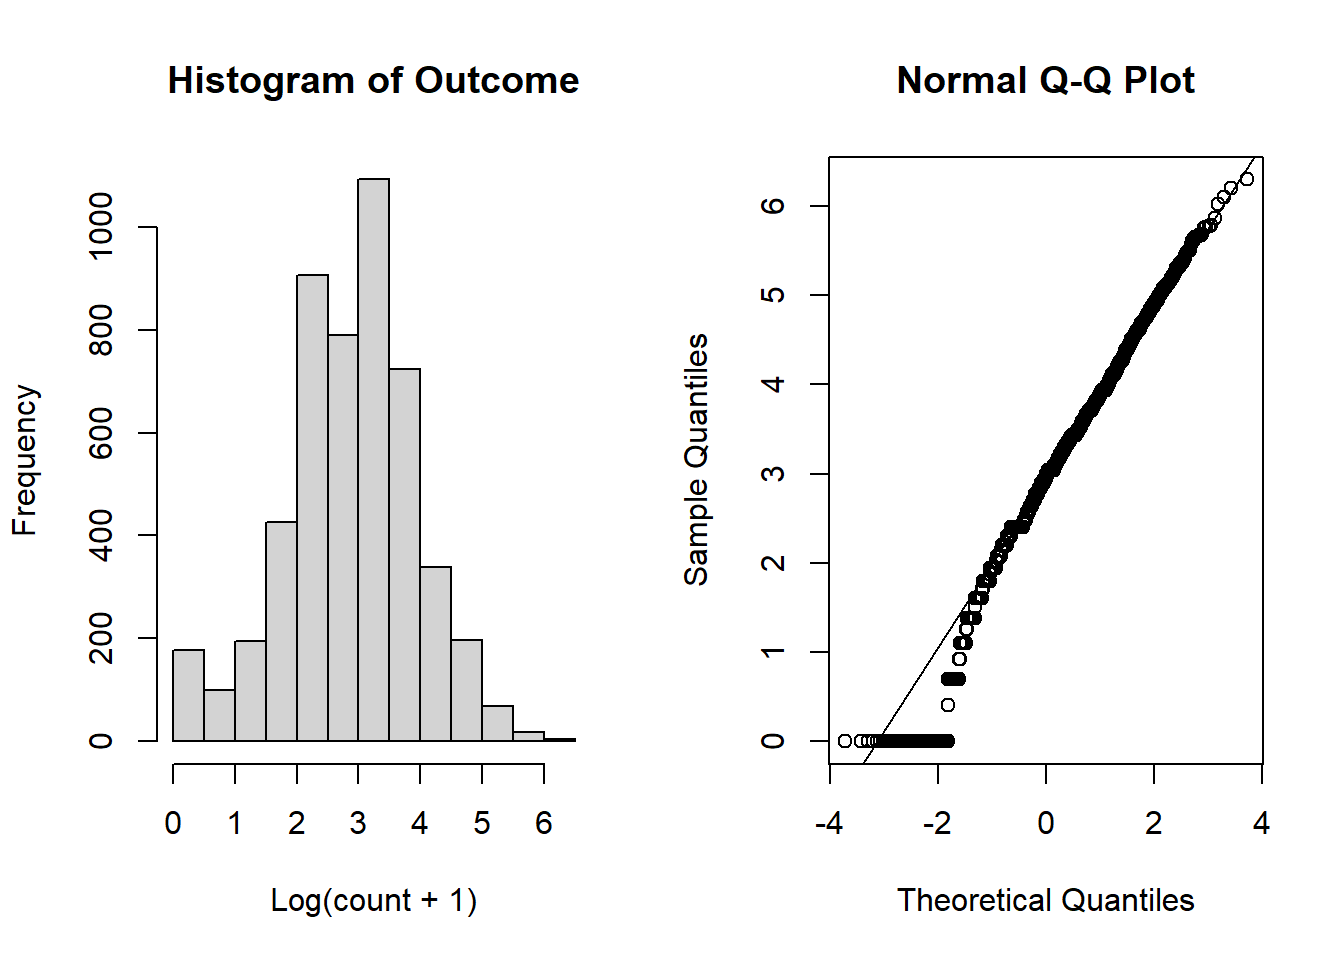 Histogram of Outcome
Frequency
0
200
400
600
800
1000
0 1 2 3 4 5 6
Log(count + 1)
Normal Q-Q Plot
Sample Quantiles
0
1
2
3
4
5
6
-4 -2 0 2 4
Theoretical Quantiles